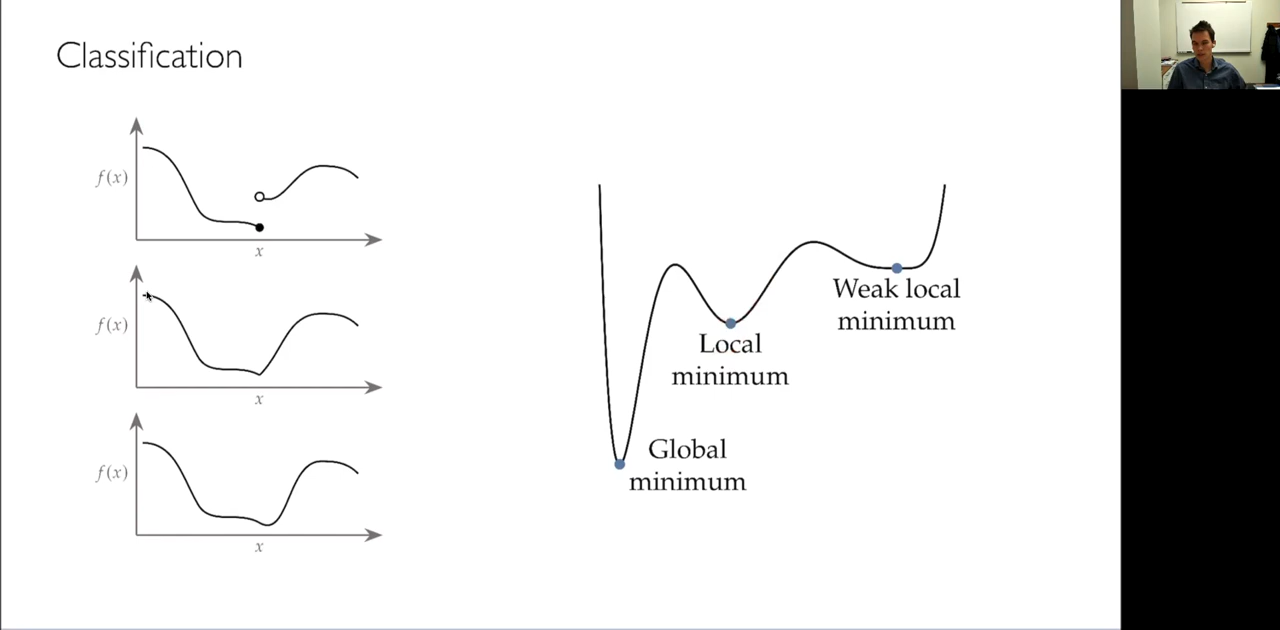 Classification
f(x)
x
f(x)
x
f(x)
x
Weak local
minimum
Local
minimum
Global
minimum